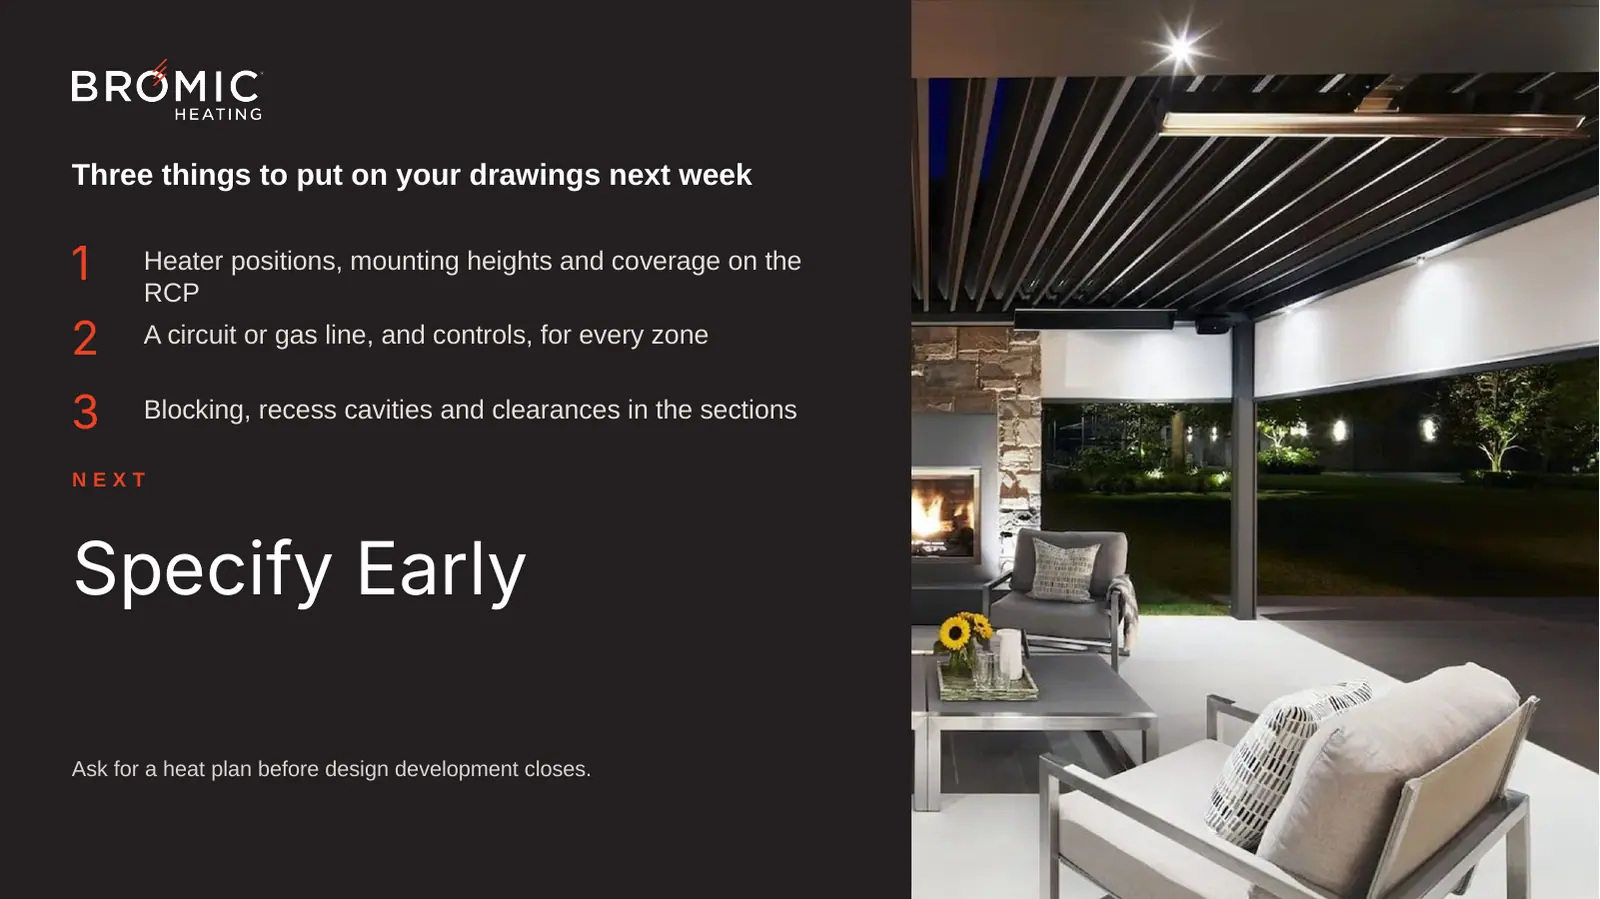 BROMIC
HEATING
Three things to put on your drawings next week
1 Heater positions, mounting heights and coverage on the
RCP
2 A circuit or gas line, and controls, for every zone
3 Blocking, recess cavities and clearances in the sections
NEXT
Specify Early
Ask for a heat plan before design development closes.